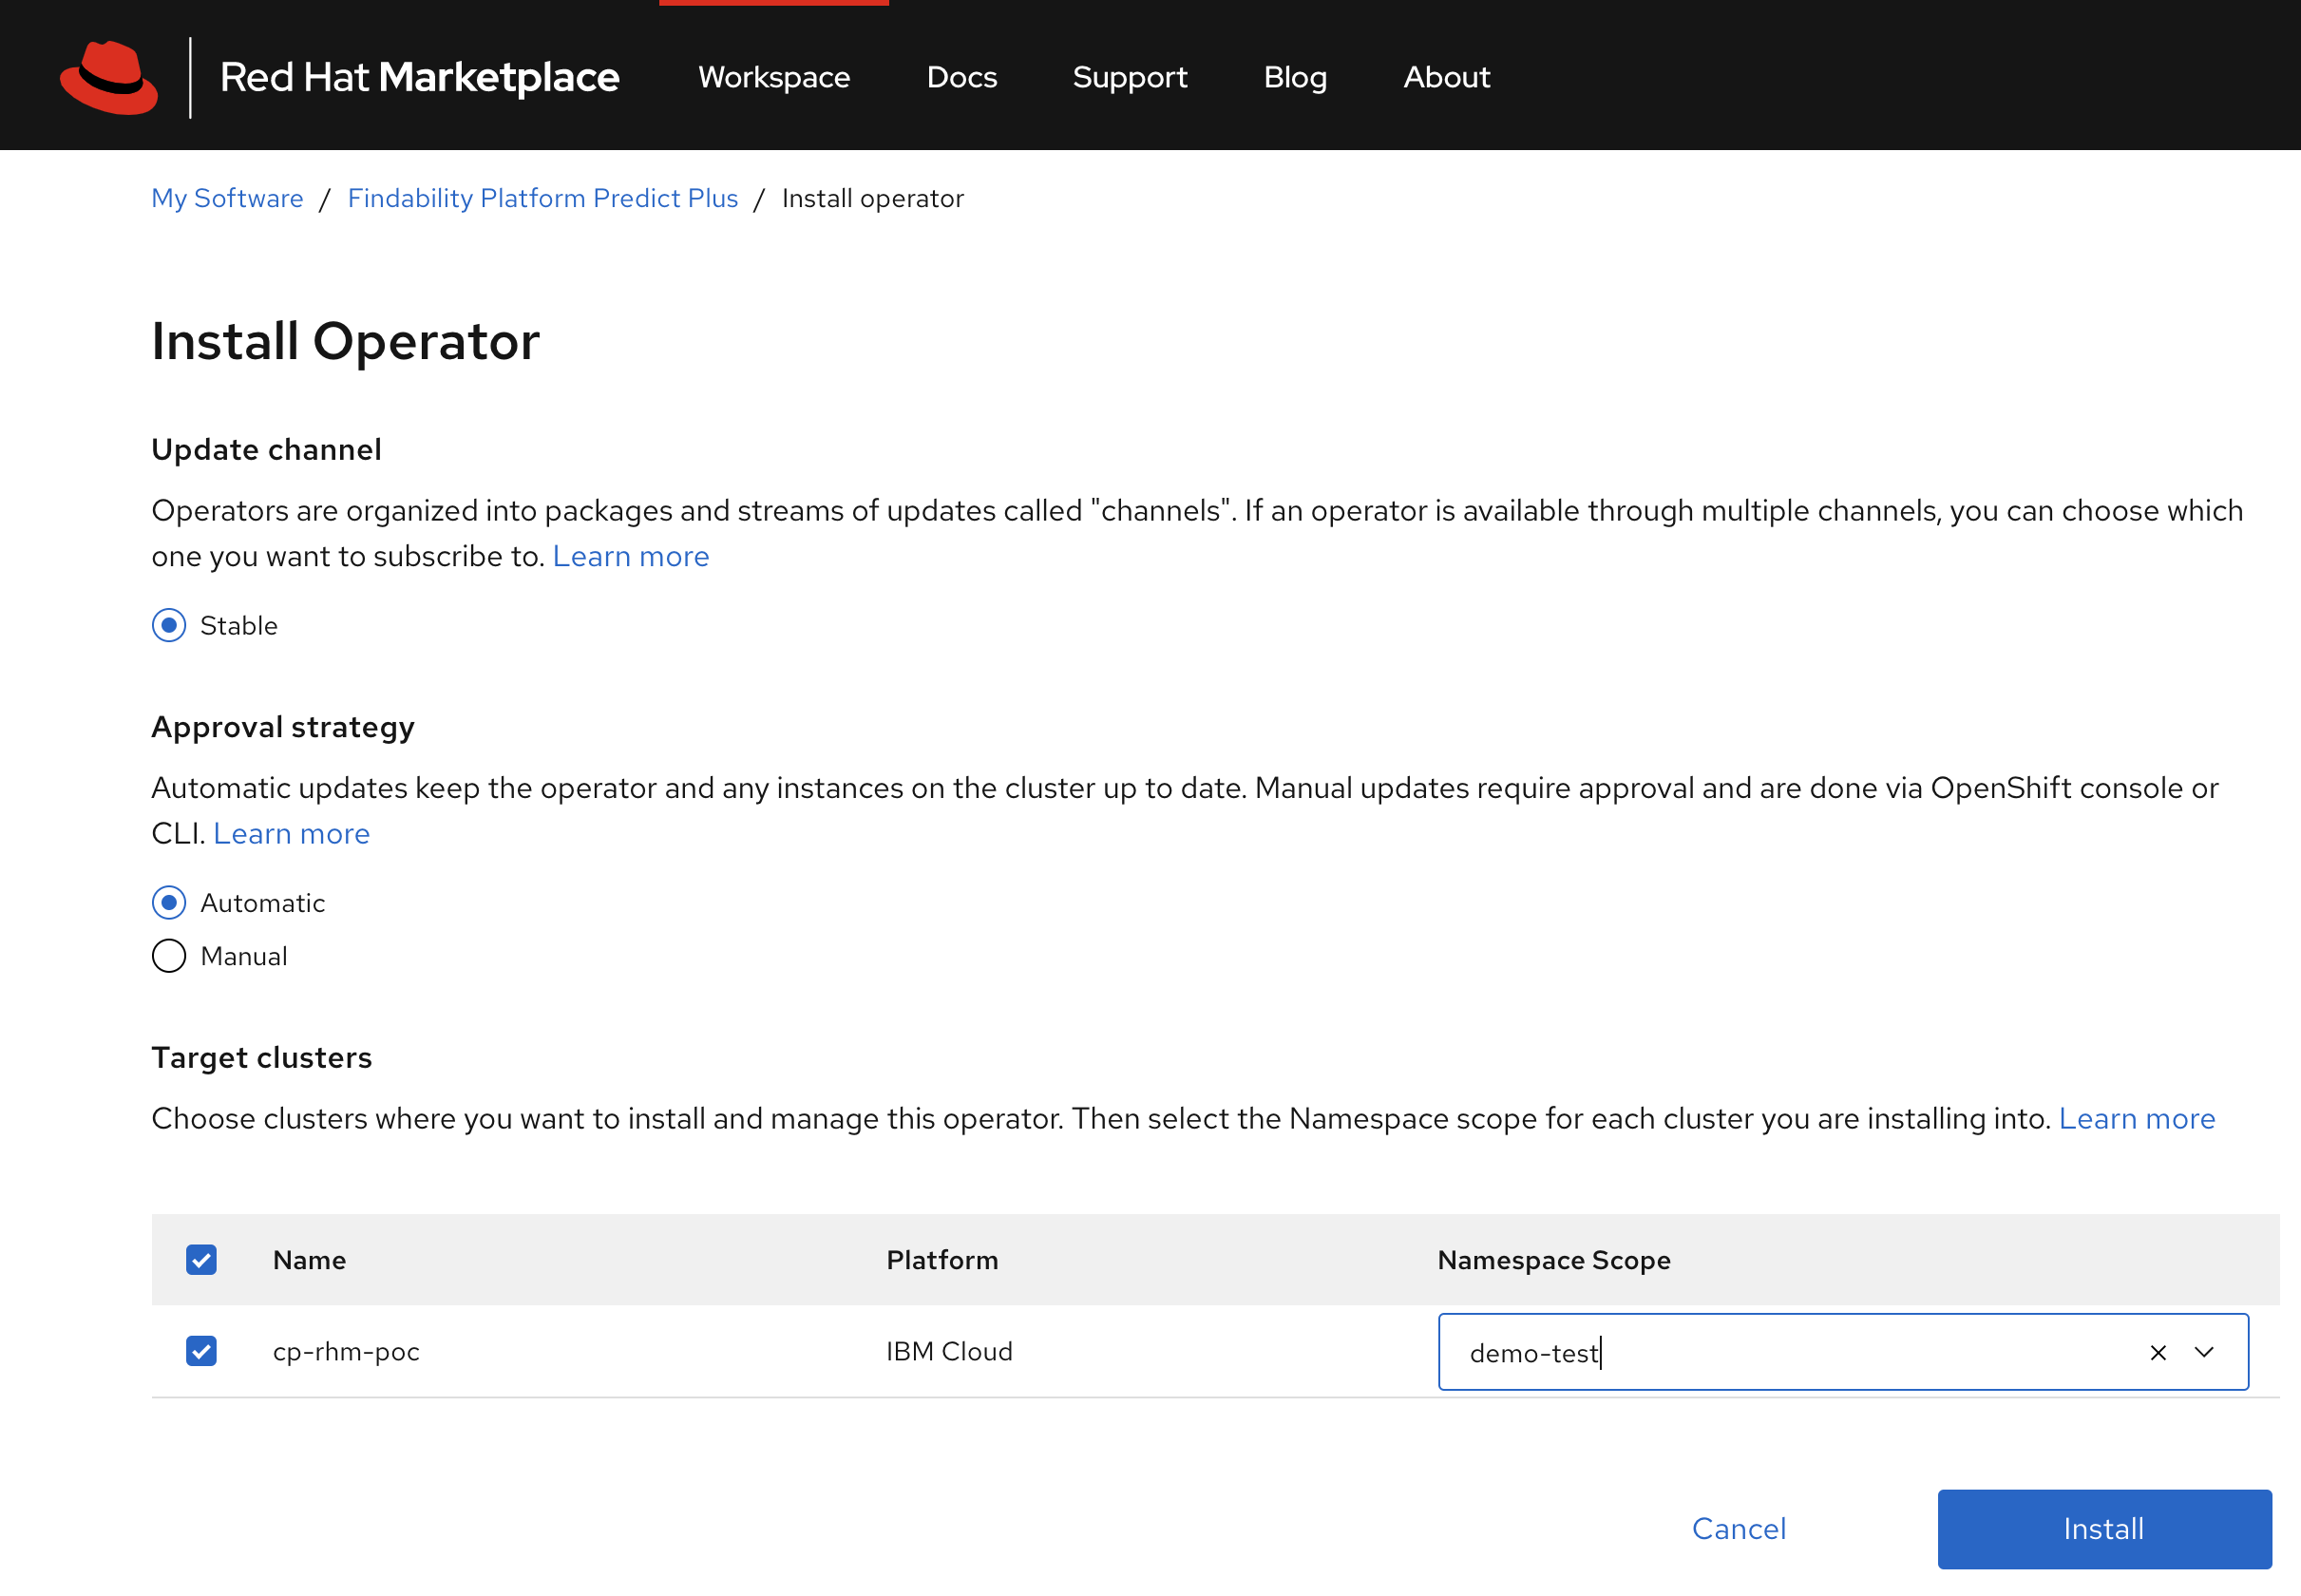 Red Hat Marketplace Workspace Docs Support Blog About
My Software / Findability Platform Predict Plus / Install operator
Install Operator
Update channel
Operators are organized into packages and streams of updates called "channels". If an operator is available through multiple channels, you can choose which
one you want to subscribe to. Learn more
Stable
Approval strategy
Automatic updates keep the operator and any instances on the cluster up to date. Manual updates require approval and are done via OpenShift console or
CLI. Learn more
Automatic
Manual
Target clusters
Choose clusters where you want to install and manage this operator. Then select the Namespace scope for each cluster you are installing into. Learn more
Name Platform Namespace Scope
cp-rhm-poc IBM Cloud demo-test
Cancel Install